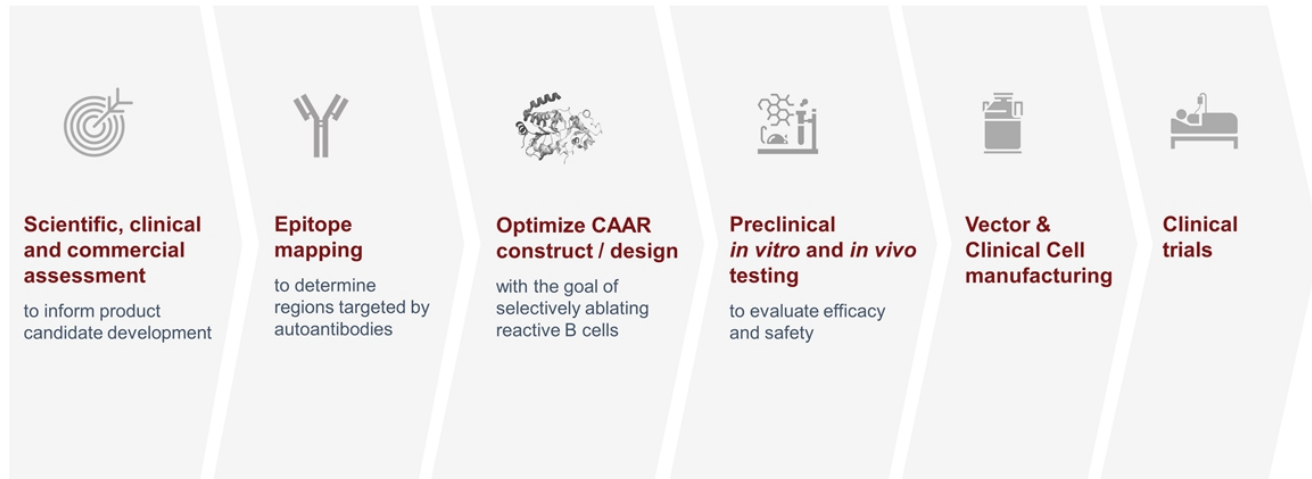 Scientific, clinical
and commercial
assessment
to inform product
candidate development
Epitope
mapping
to determine
regions targeted by
autoantibodies
Optimize CAAR
construct / design
with the goal of
selectively ablating
reactive B cells
Preclinical
in vitro and in vivo
testing
to evaluate efficacy
and safety
Vector &
Clinical Cell
manufacturing
Clinical
trials